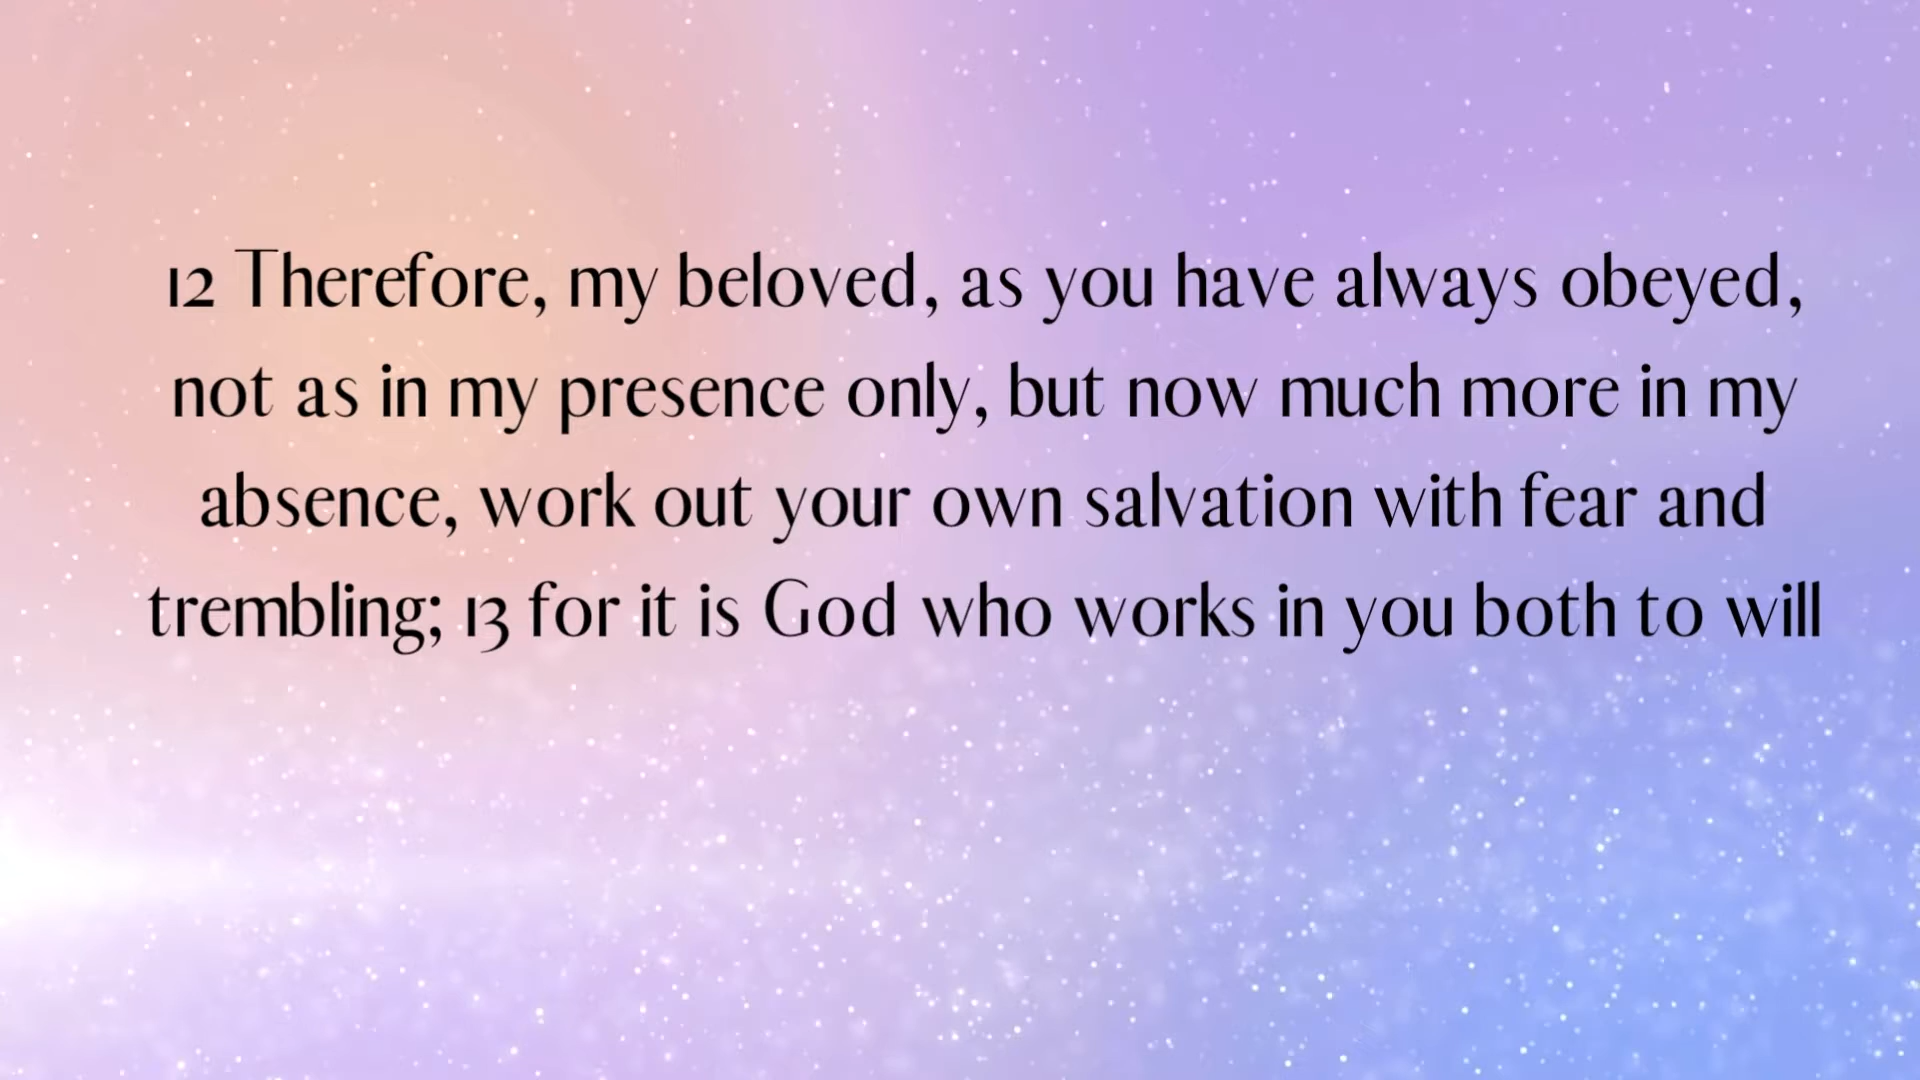 12 Therefore, my beloved, as you have always obeyed,
not as in my presence only, but now much more in my
absence, work out your own salvation with fear and
trembling; 13 for it is God who works in you both to will